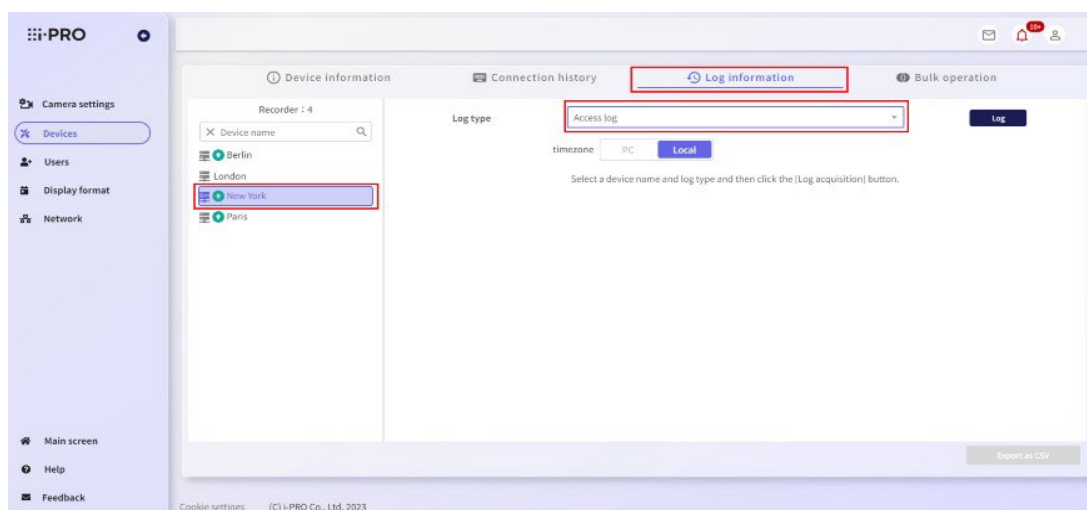 i-PRO
10+
Device information
Connection history
Log information
Bulk operation
Camera settings
Devices
Users
Display format
Network
Recorder : 4
Device name
Berlin
London
New York
Paris
Log type
Access log
Log
timezone
PC
Local
Select a device name and log type and then click the [Log acquisition] button.
Main screen
Help
Feedback
Export as CSV
Cookie settings
(C) i-PRO Co., Ltd. 2023